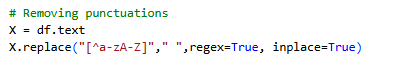 # Removing punctuations
X = df.text
X.replace("[^a-zA-Z]"," ",regex=True, inplace=True)